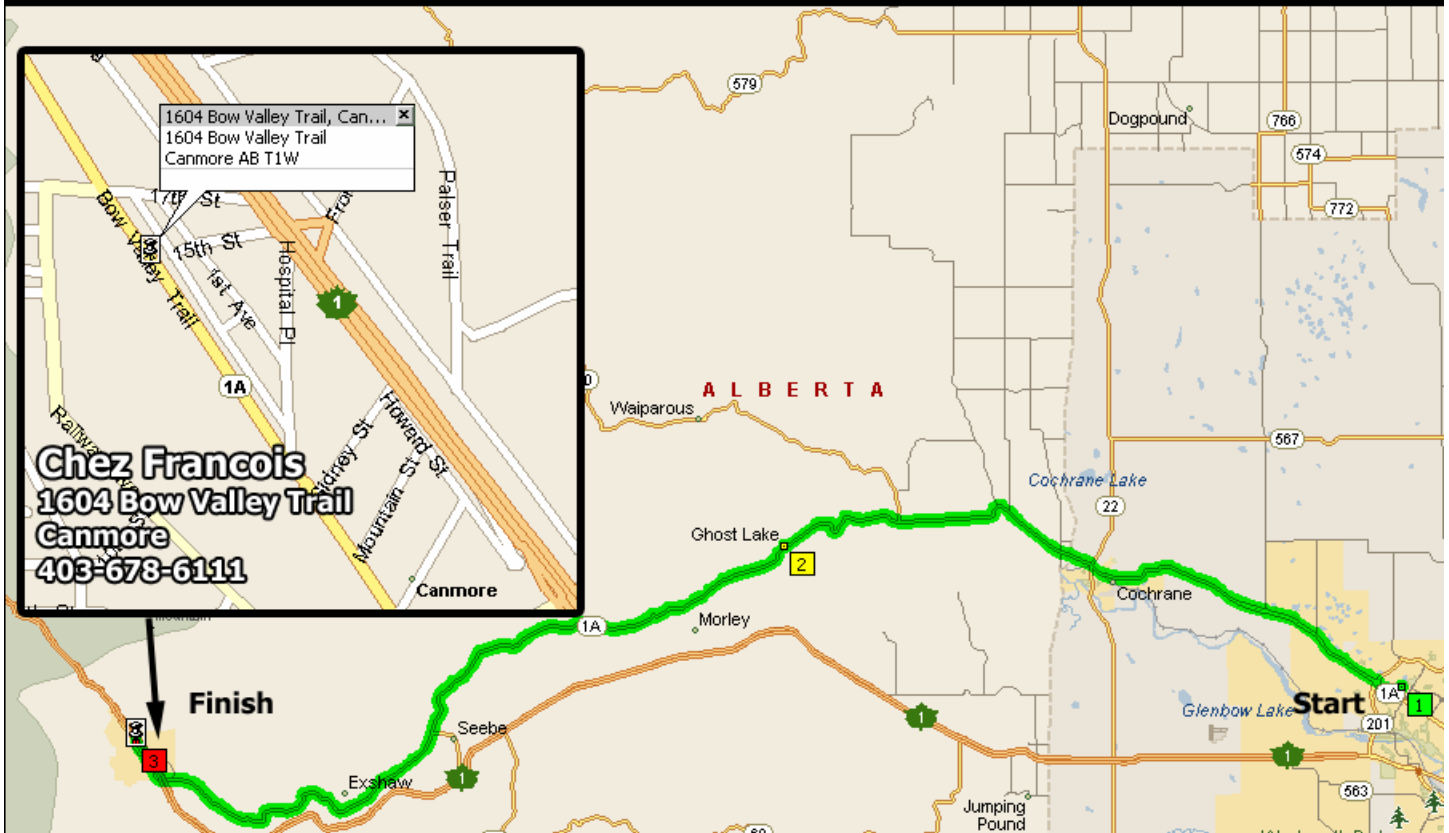 1604 Bow Valley Trail, Can...
1604 Bow Valley Trail
Canmore AB T1W
17th St
Bow Valley Trail
15th St
1st Ave
Hospital Pl
Palser Trail
1
1A
Sidney St
Howard St
Mountain St
Canmore
Chez Francois
1604 Bow Valley Trail
Canmore
403-678-6111
579
Dogpound
766
574
772
ALBERTA
Waiparous
567
Cochrane Lake
22
Ghost Lake
2
Cochrane
1A
Morley
Finish
3
Seebe
Exshaw
1
1
Glenbow Lake
Start
1A
1
201
1
563
Jumping
Pound